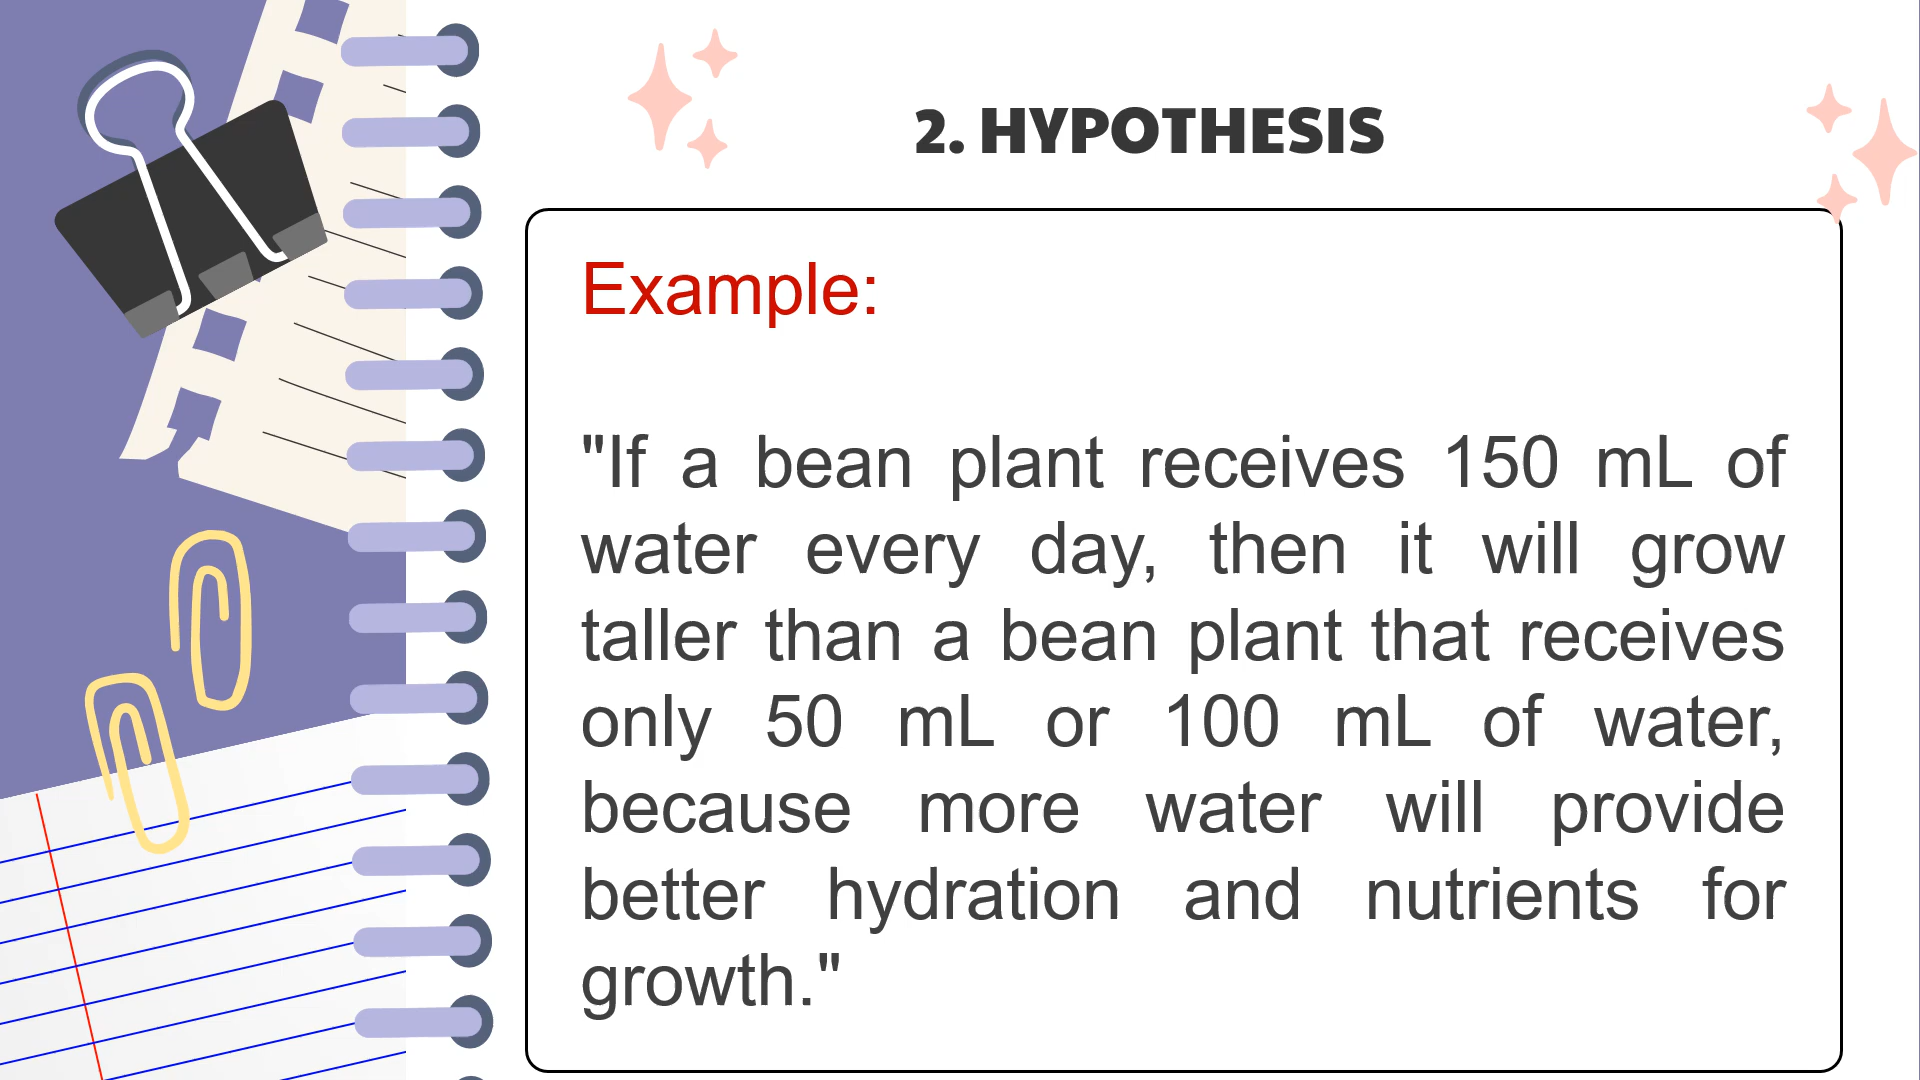 2. HYPOTHESIS
Example:
"If a bean plant receives 150 mL of
water every day, then it will grow
taller than a bean plant that receives
only 50 mL or 100 mL of water,
because more water will provide
better hydration and nutrients for
growth."